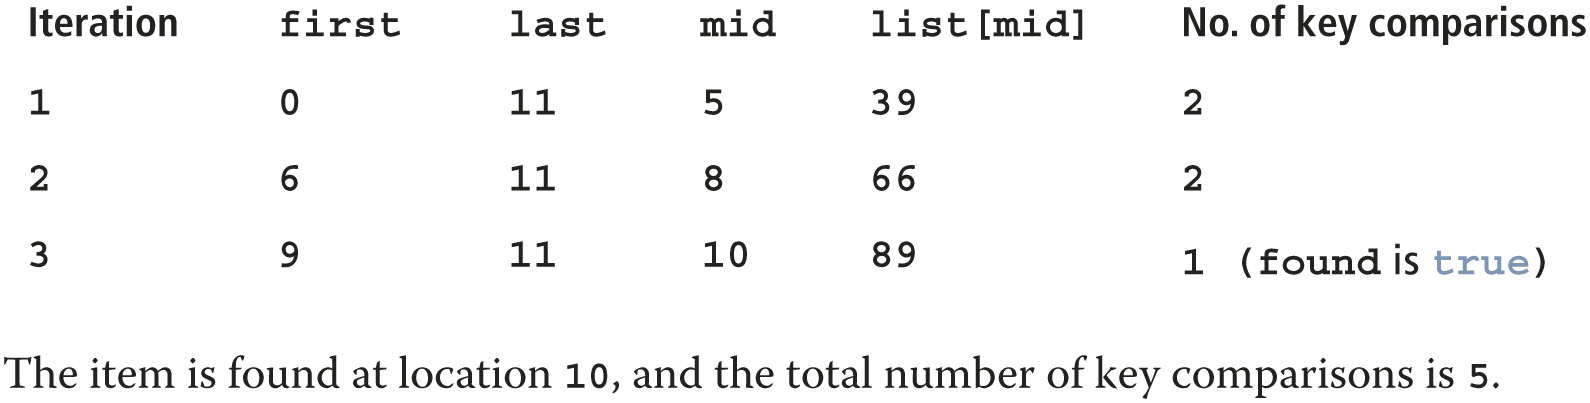 Iteration first last mid list[mid] No. of key comparisons
1 0 11 5 39 2
2 6 11 8 66 2
3 9 11 10 89 1 (found is true)
The item is found at location 10, and the total number of key comparisons is 5.